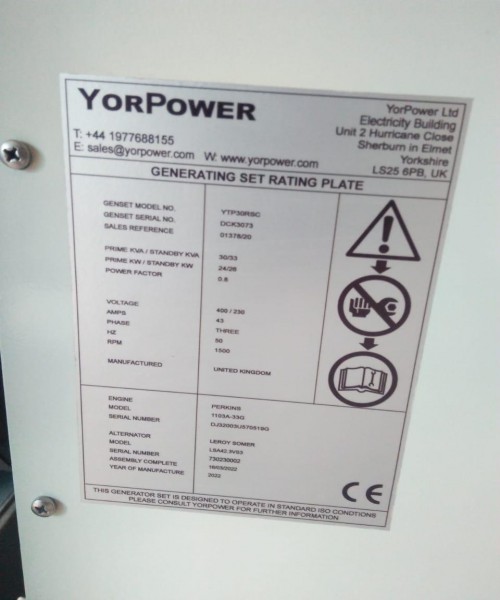 YORPOWER
T: +44 1977688155
E: sales@yorpower.com W: www.yorpower.com
YorPower Ltd
Electricity Building
Unit 2 Hurricane Close
Sherburn in Elmet
Yorkshire
LS25 6PB, UK
GENERATING SET RATING PLATE
GENSET MODEL NO. YTP30RSC
GENSET SERIAL NO. DCK3073
SALES REFERENCE 01378/20
PRIME KVA / STANDBY KVA 30/33
PRIME KW / STANDBY KW 24/26
POWER FACTOR 0.8
VOLTAGE 400 / 230
AMPS 43
PHASE THREE
HZ 50
RPM 1500
MANUFACTURED UNITED KINGDOM
ENGINE PERKINS
MODEL 1103A-33G
SERIAL NUMBER
ALTERNATOR LEROY SOMER
MODEL
SERIAL NUMBER 730230002
ASSEMBLY COMPLETE 16/03/2022
YEAR OF MANUFACTURE 2022
CE
THIS GENERATOR SET IS DESIGNED TO OPERATE IN STANDARD ISO CONDTIONS
PLEASE CONSULT YORPOWER FOR FURTHER INFORMATION